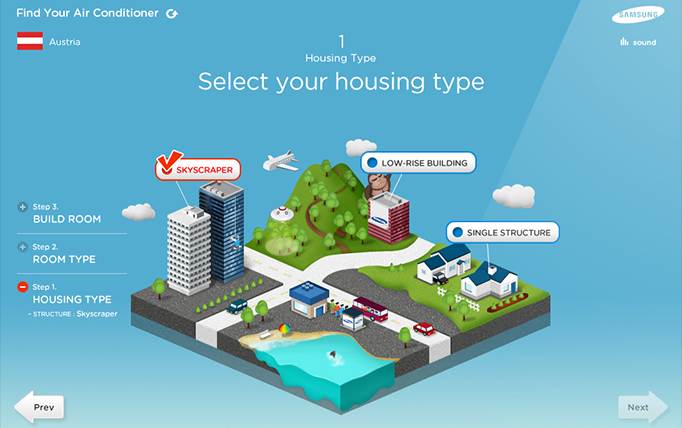 Find Your Air Conditioner
SAMSUNG
Austria
sound
1
Housing Type
Select your housing type
SKYSCRAPER
LOW-RISE BUILDING
SINGLE STRUCTURE
Step 3.
BUILD ROOM
Step 2.
ROOM TYPE
Step 1.
HOUSING TYPE
- STRUCTURE : Skyscraper
Prev
Next